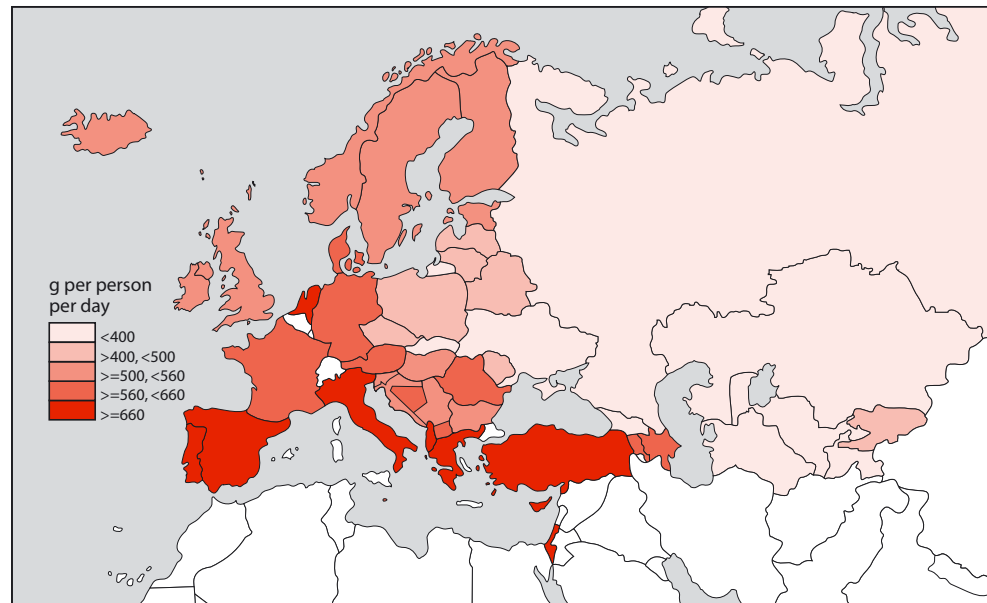 g per person
per day
<400
>400, <500
>=500, <560
>=560, <660
>=660